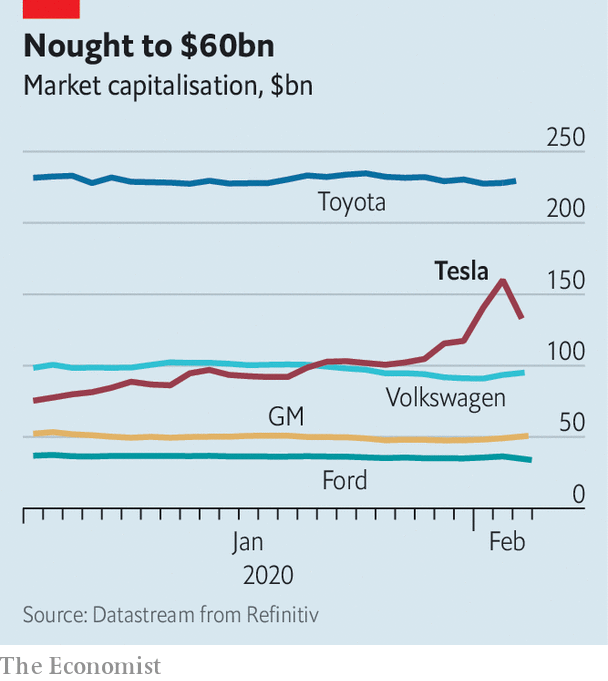 Nought to $60bn
Market capitalisation, $bn
250
Toyota
200
Tesla
150
100
Volkswagen
GM
50
Ford
0
Jan
Feb
2020
Source: Datastream from Refinitiv
The Economist